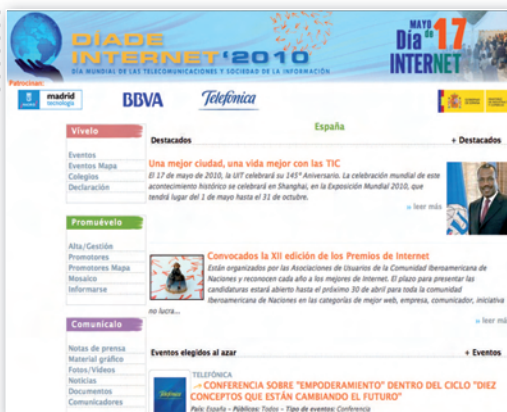 DIADE
INTERNET'2010
DÍA MUNDIAL DE LAS TELECOMUNICACIONES Y SOCIEDAD DE LA INFORMACIÓN
MAYO
Día de 17
INTERNET
Patrocinan:
madrid
tecnología
BBVA
Telefónica
España
Vívelo
Eventos
Eventos Mapa
Colegios
Declaración
Promuévelo
Alta/Gestión
Promotores
Promotores Mapa
Mosaico
Informarse
Comunícalo
Notas de prensa
Material gráfico
Fotos/Vídeos
Noticias
Documentos
Comunicadores
Destacados + Destacados
Una mejor ciudad, una vida mejor con las TIC
El 17 de mayo de 2010, la UIT celebrará su 145º Aniversario. La celebración mundial de este
acontecimiento histórico se celebrará en Shanghai, en la Exposición Mundial 2010, que
tendrá lugar del 1 de mayo hasta el 31 de octubre.
» leer más
Convocados la XII edición de los Premios de Internet
Están organizados por las Asociaciones de Usuarios de la Comunidad Iberoamericana de
Naciones y reconocen cada año a los mejores de Internet. El plazo para presentar las
candidaturas estará abierto hasta el próximo 30 de abril para toda la comunidad
Iberoamericana de Naciones en las categorías de mejor web, empresa, comunicador, iniciativa
no lucra...
» leer má
Eventos elegidos al azar + Eventos
TELEFÓNICA
CONFERENCIA SOBRE "EMPODERAMIENTO" DENTRO DEL CICLO "DIEZ
CONCEPTOS QUE ESTÁN CAMBIANDO EL FUTURO"
País: España - Públicos: Todos - Tipo de eventos: Conferencia